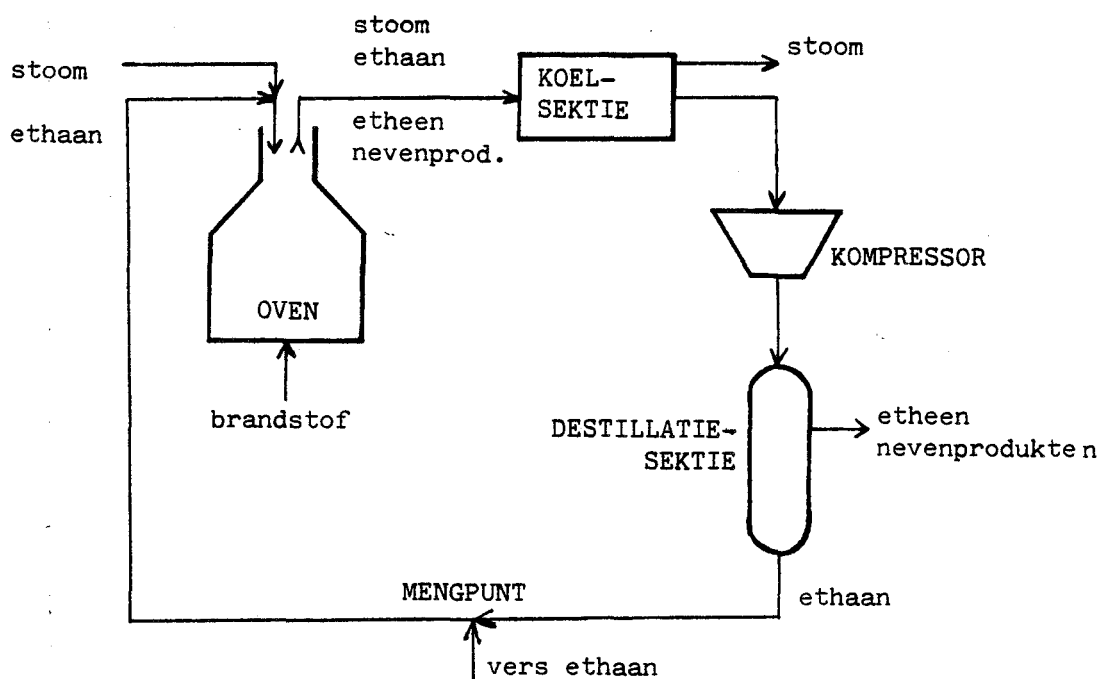 stoom
ethaan
stoom
ethaan
etheen
nevenprod.
KOEL-
SEKTIE
stoom
KOMPRESSOR
OVEN
brandstof
DESTILLATIE-
SEKTIE
etheen
nevenprodukten
ethaan
MENGPUNT
vers ethaan